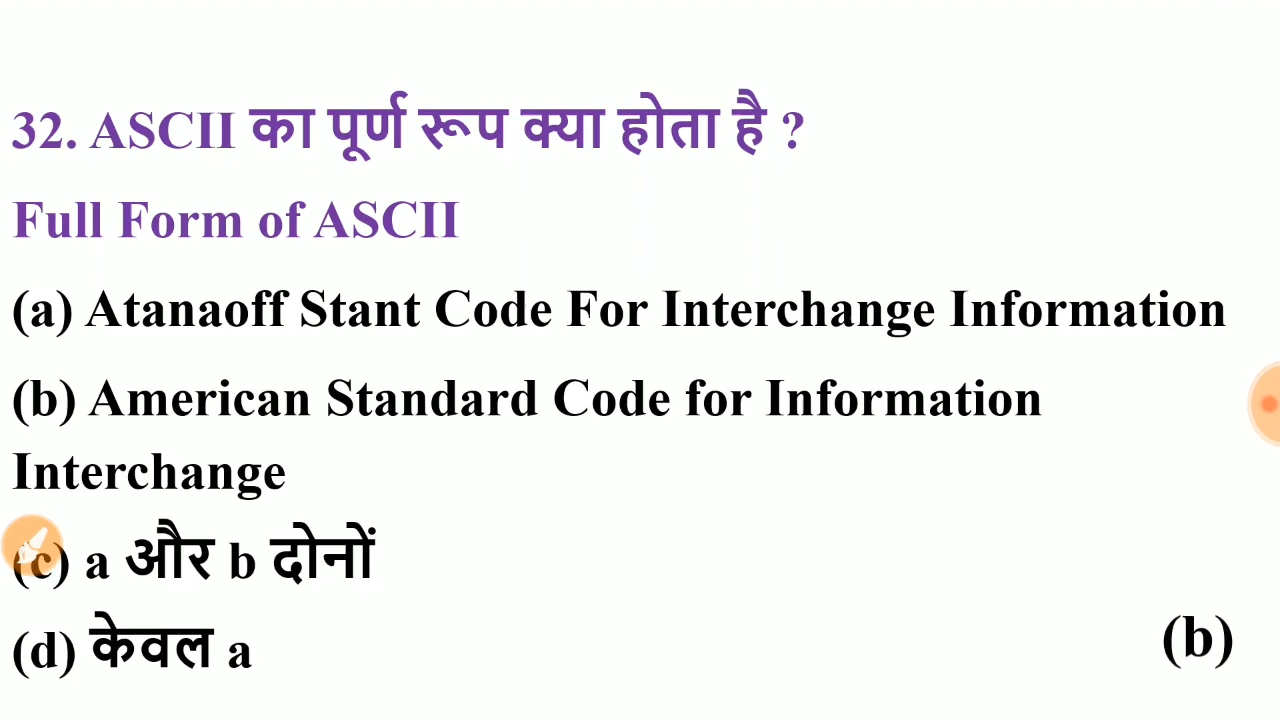 32. ASCII का पूर्ण रूप क्या होता है ?
Full Form of ASCII
(a) Atanaoff Stant Code For Interchange Information
(b) American Standard Code for Information
Interchange
(c) a और b दोनों
(d) केवल a
(b)